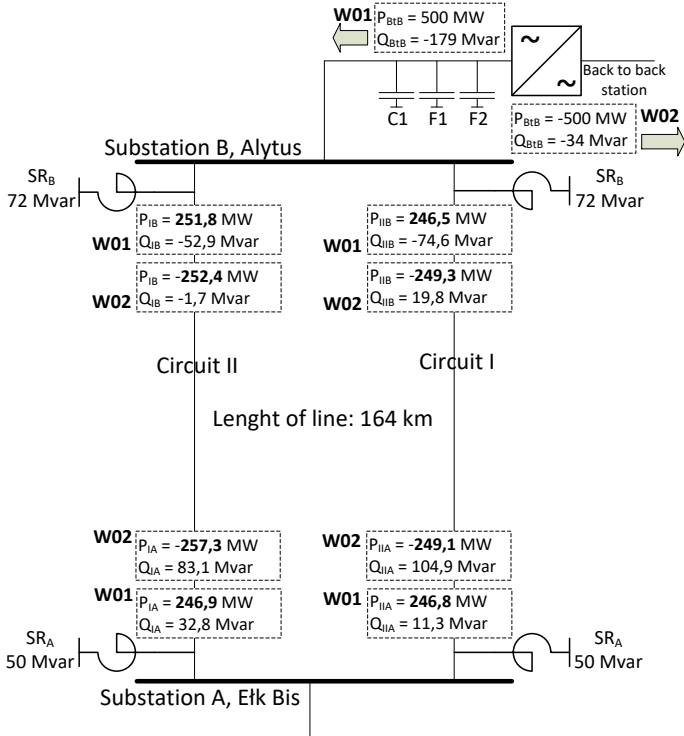 W01
P_BtB = 500 MW
Q_BtB = -179 Mvar
~
~
Back to back
station
C1 F1 F2
P_BtB = -500 MW
Q_BtB = -34 Mvar
W02
Substation B, Alytus
SR_B
72 Mvar
SR_B
72 Mvar
W01
P_IB = 251,8 MW
Q_IB = -52,9 Mvar
W01
P_IIB = 246,5 MW
Q_IIB = -74,6 Mvar
W02
P_IB = -252,4 MW
Q_IB = -1,7 Mvar
W02
P_IIB = -249,3 MW
Q_IIB = 19,8 Mvar
Circuit II
Circuit I
Lenght of line: 164 km
W02
P_IA = -257,3 MW
Q_IA = 83,1 Mvar
W02
P_IIA = -249,1 MW
Q_IIA = 104,9 Mvar
W01
P_IA = 246,9 MW
Q_IA = 32,8 Mvar
W01
P_IIA = 246,8 MW
Q_IIA = 11,3 Mvar
SR_A
50 Mvar
SR_A
50 Mvar
Substation A, Ełk Bis